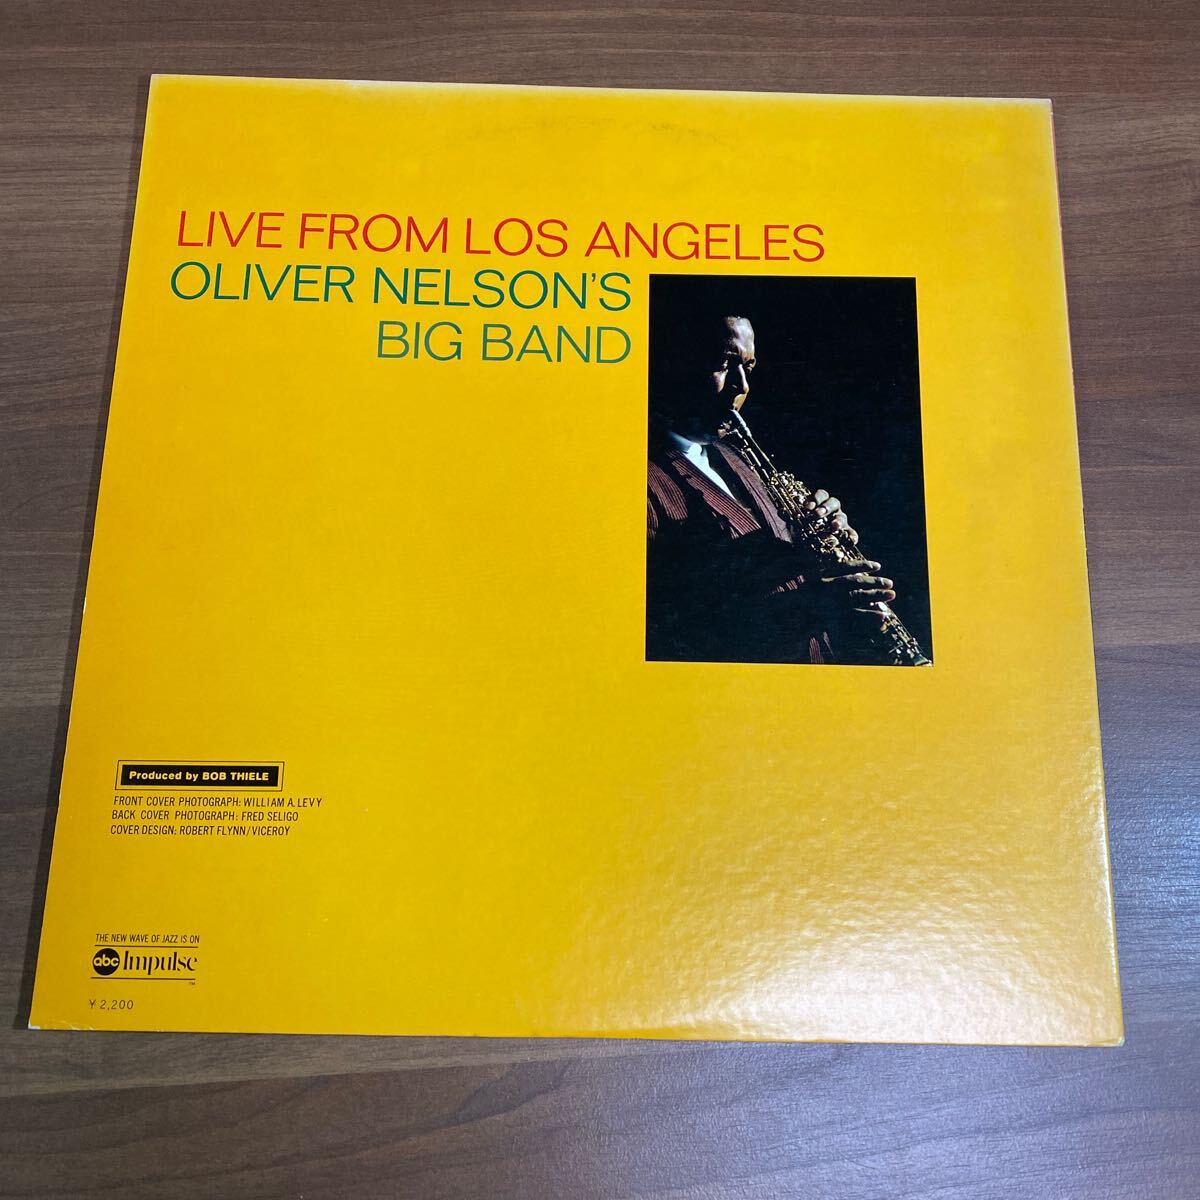 LIVE FROM LOS ANGELES
OLIVER NELSON'S
BIG BAND
Produced by BOB THIELE
FRONT COVER PHOTOGRAPH: WILLIAM A. LEVY
BACK COVER PHOTOGRAPH: FRED SELIGO
COVER DESIGN: ROBERT FLYNN/VICEROY
THE NEW WAVE OF JAZZ IS ON
abc Impulse
TM
¥2,200